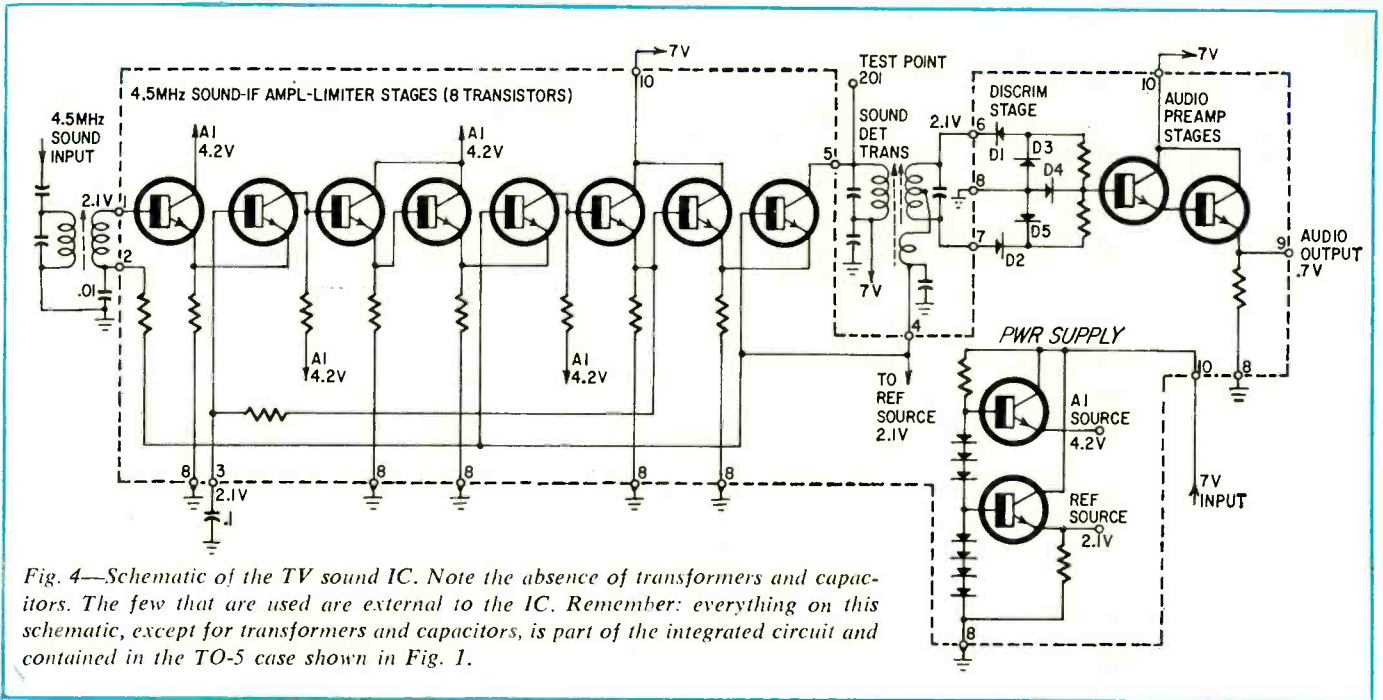 7V
10
4.5MHz SOUND-IF AMPL-LIMITER STAGES (8 TRANSISTORS)
4.5MHz
SOUND
INPUT
A1
4.2V
A1
4.2V
2.1V
2
.01
A1
4.2V
A1
4.2V
8
3
2.1V
.1
8
8
8
8
5
TEST POINT
201
SOUND
DET
TRANS
7V
2.1V
6
8
7
4
TO
REF
SOURCE
2.1V
DISCRIM
STAGE
D1
D3
D4
D5
D2
7V
10
AUDIO
PREAMP
STAGES
9
AUDIO
OUTPUT
.7V
8
PWR SUPPLY
10
A1
SOURCE
4.2V
REF
SOURCE
2.1V
7V
INPUT
8
Fig. 4—Schematic of the TV sound IC. Note the absence of transformers and capac-
itors. The few that are used are external to the IC. Remember: everything on this
schematic, except for transformers and capacitors, is part of the integrated circuit and
contained in the TO-5 case shown in Fig. 1.